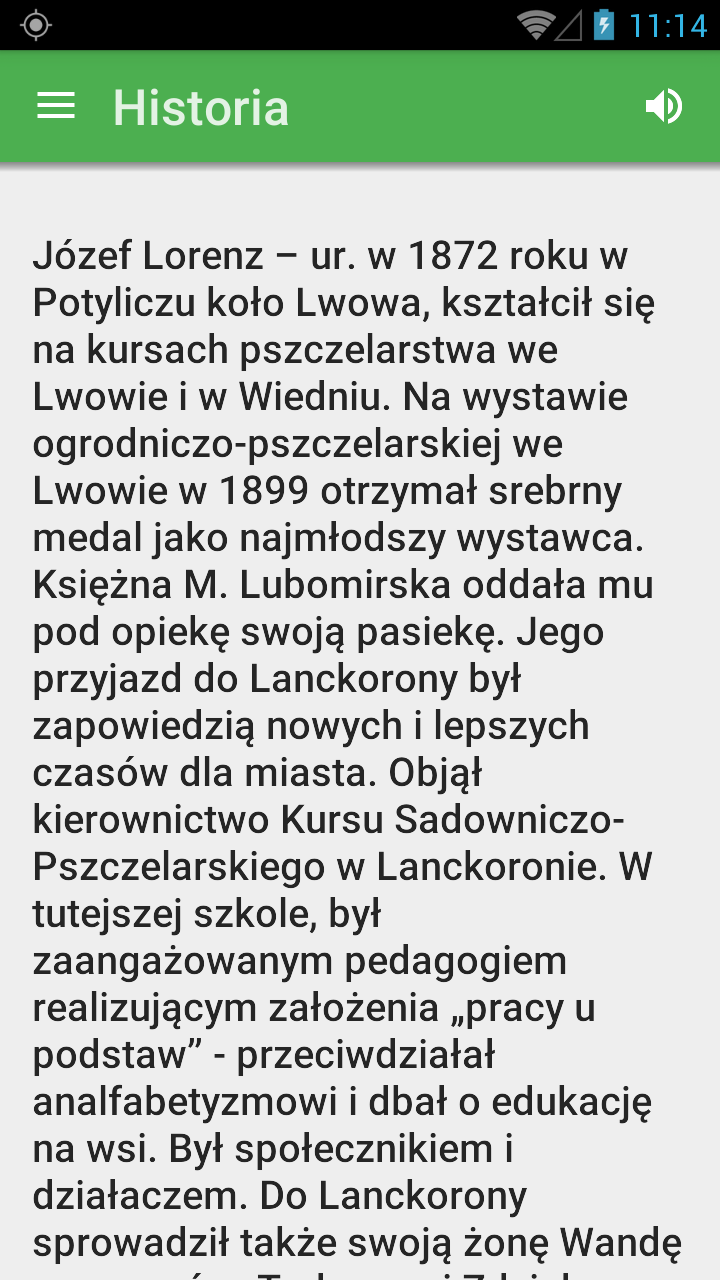 11:14
Historia
Józef Lorenz – ur. w 1872 roku w
Potyliczu koło Lwowa, kształcił się
na kursach pszczelarstwa we
Lwowie i w Wiedniu. Na wystawie
ogrodniczo-pszczelarskiej we
Lwowie w 1899 otrzymał srebrny
medal jako najmłodszy wystawca.
Księżna M. Lubomirska oddała mu
pod opiekę swoją pasiekę. Jego
przyjazd do Lanckorony był
zapowiedzią nowych i lepszych
czasów dla miasta. Objął
kierownictwo Kursu Sadowniczo-
Pszczelarskiego w Lanckoronie. W
tutejszej szkole, był
zaangażowanym pedagogiem
realizującym założenia „pracy u
podstaw” - przeciwdziałał
analfabetyzmowi i dbał o edukację
na wsi. Był społecznikiem i
działaczem. Do Lanckorony
sprowadził także swoją żonę Wandę